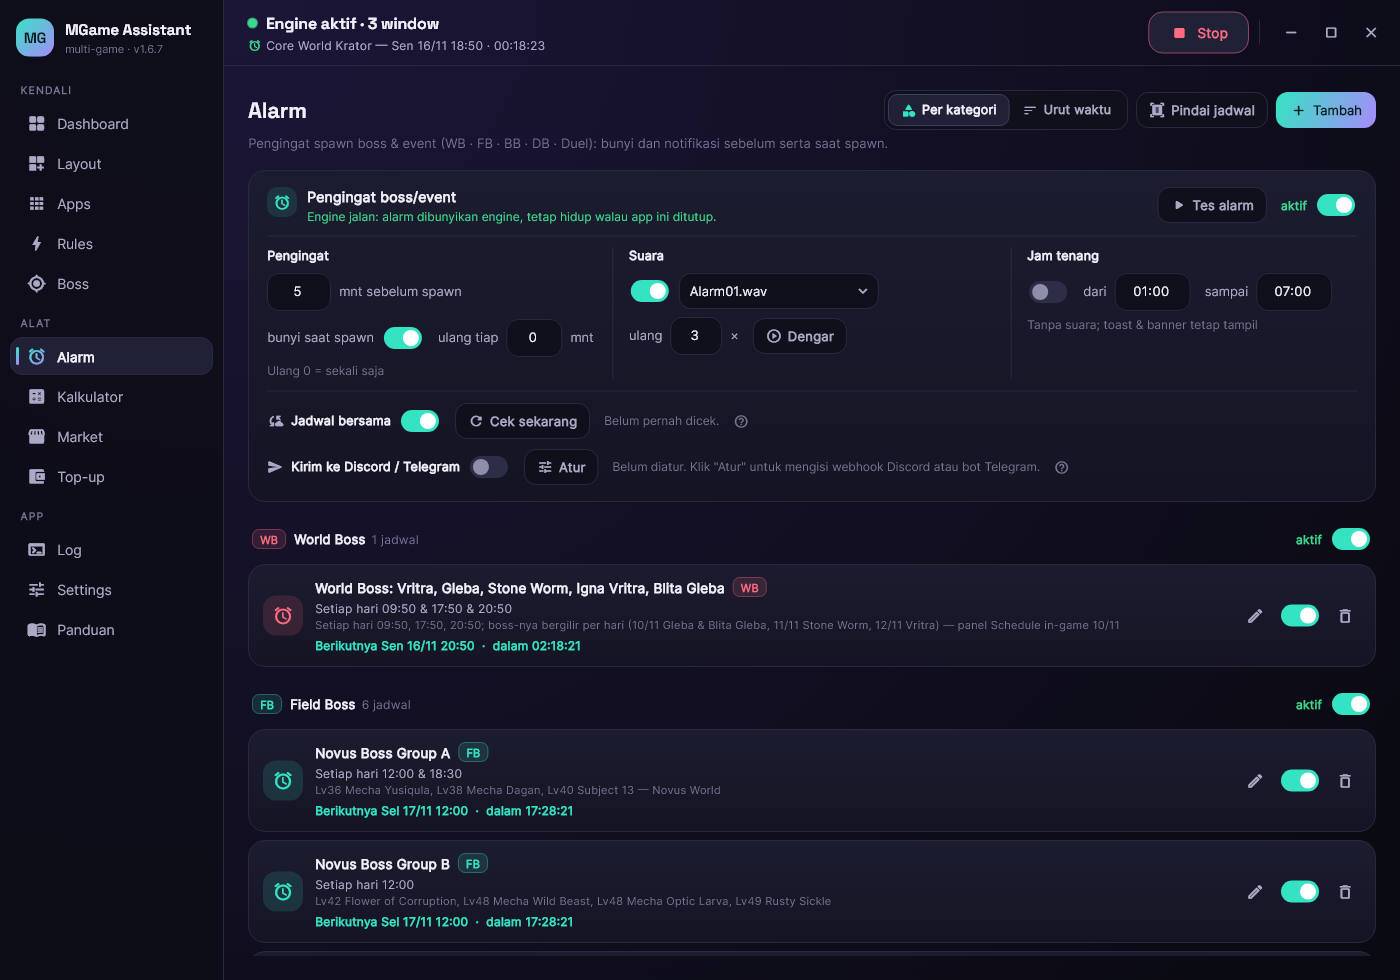 MG
MGame Assistant
multi-game · v1.6.7
KENDALI
Dashboard
Layout
Apps
Rules
Boss
ALAT
Alarm
Kalkulator
Market
Top-up
APP
Log
Settings
Panduan
Engine aktif · 3 window
Core World Krator — Sen 16/11 18:50 · 00:18:23
Stop
Alarm
Per kategori
Urut waktu
Pindai jadwal
+ Tambah
Pengingat spawn boss & event (WB · FB · BB · DB · Duel): bunyi dan notifikasi sebelum serta saat spawn.
Pengingat boss/event
Engine jalan: alarm dibunyikan engine, tetap hidup walau app ini ditutup.
Tes alarm
aktif
Pengingat
5 mnt sebelum spawn
bunyi saat spawn ulang tiap 0 mnt
Ulang 0 = sekali saja
Suara
Alarm01.wav
ulang 3 × Dengar
Jam tenang
dari 01:00 sampai 07:00
Tanpa suara; toast & banner tetap tampil
Jadwal bersama Cek sekarang Belum pernah dicek.
Kirim ke Discord / Telegram Atur Belum diatur. Klik "Atur" untuk mengisi webhook Discord atau bot Telegram.
WB World Boss 1 jadwal aktif
World Boss: Vritra, Gleba, Stone Worm, Igna Vritra, Blita Gleba WB
Setiap hari 09:50 & 17:50 & 20:50
Setiap hari 09:50, 17:50, 20:50; boss-nya bergilir per hari (10/11 Gleba & Blita Gleba, 11/11 Stone Worm, 12/11 Vritra) — panel Schedule in-game 10/11
Berikutnya Sen 16/11 20:50 · dalam 02:18:21
FB Field Boss 6 jadwal aktif
Novus Boss Group A FB
Setiap hari 12:00 & 18:30
Lv36 Mecha Yusiqula, Lv38 Mecha Dagan, Lv40 Subject 13 — Novus World
Berikutnya Sel 17/11 12:00 · dalam 17:28:21
Novus Boss Group B FB
Setiap hari 12:00
Lv42 Flower of Corruption, Lv48 Mecha Wild Beast, Lv48 Mecha Optic Larva, Lv49 Rusty Sickle
Berikutnya Sel 17/11 12:00 · dalam 17:28:21